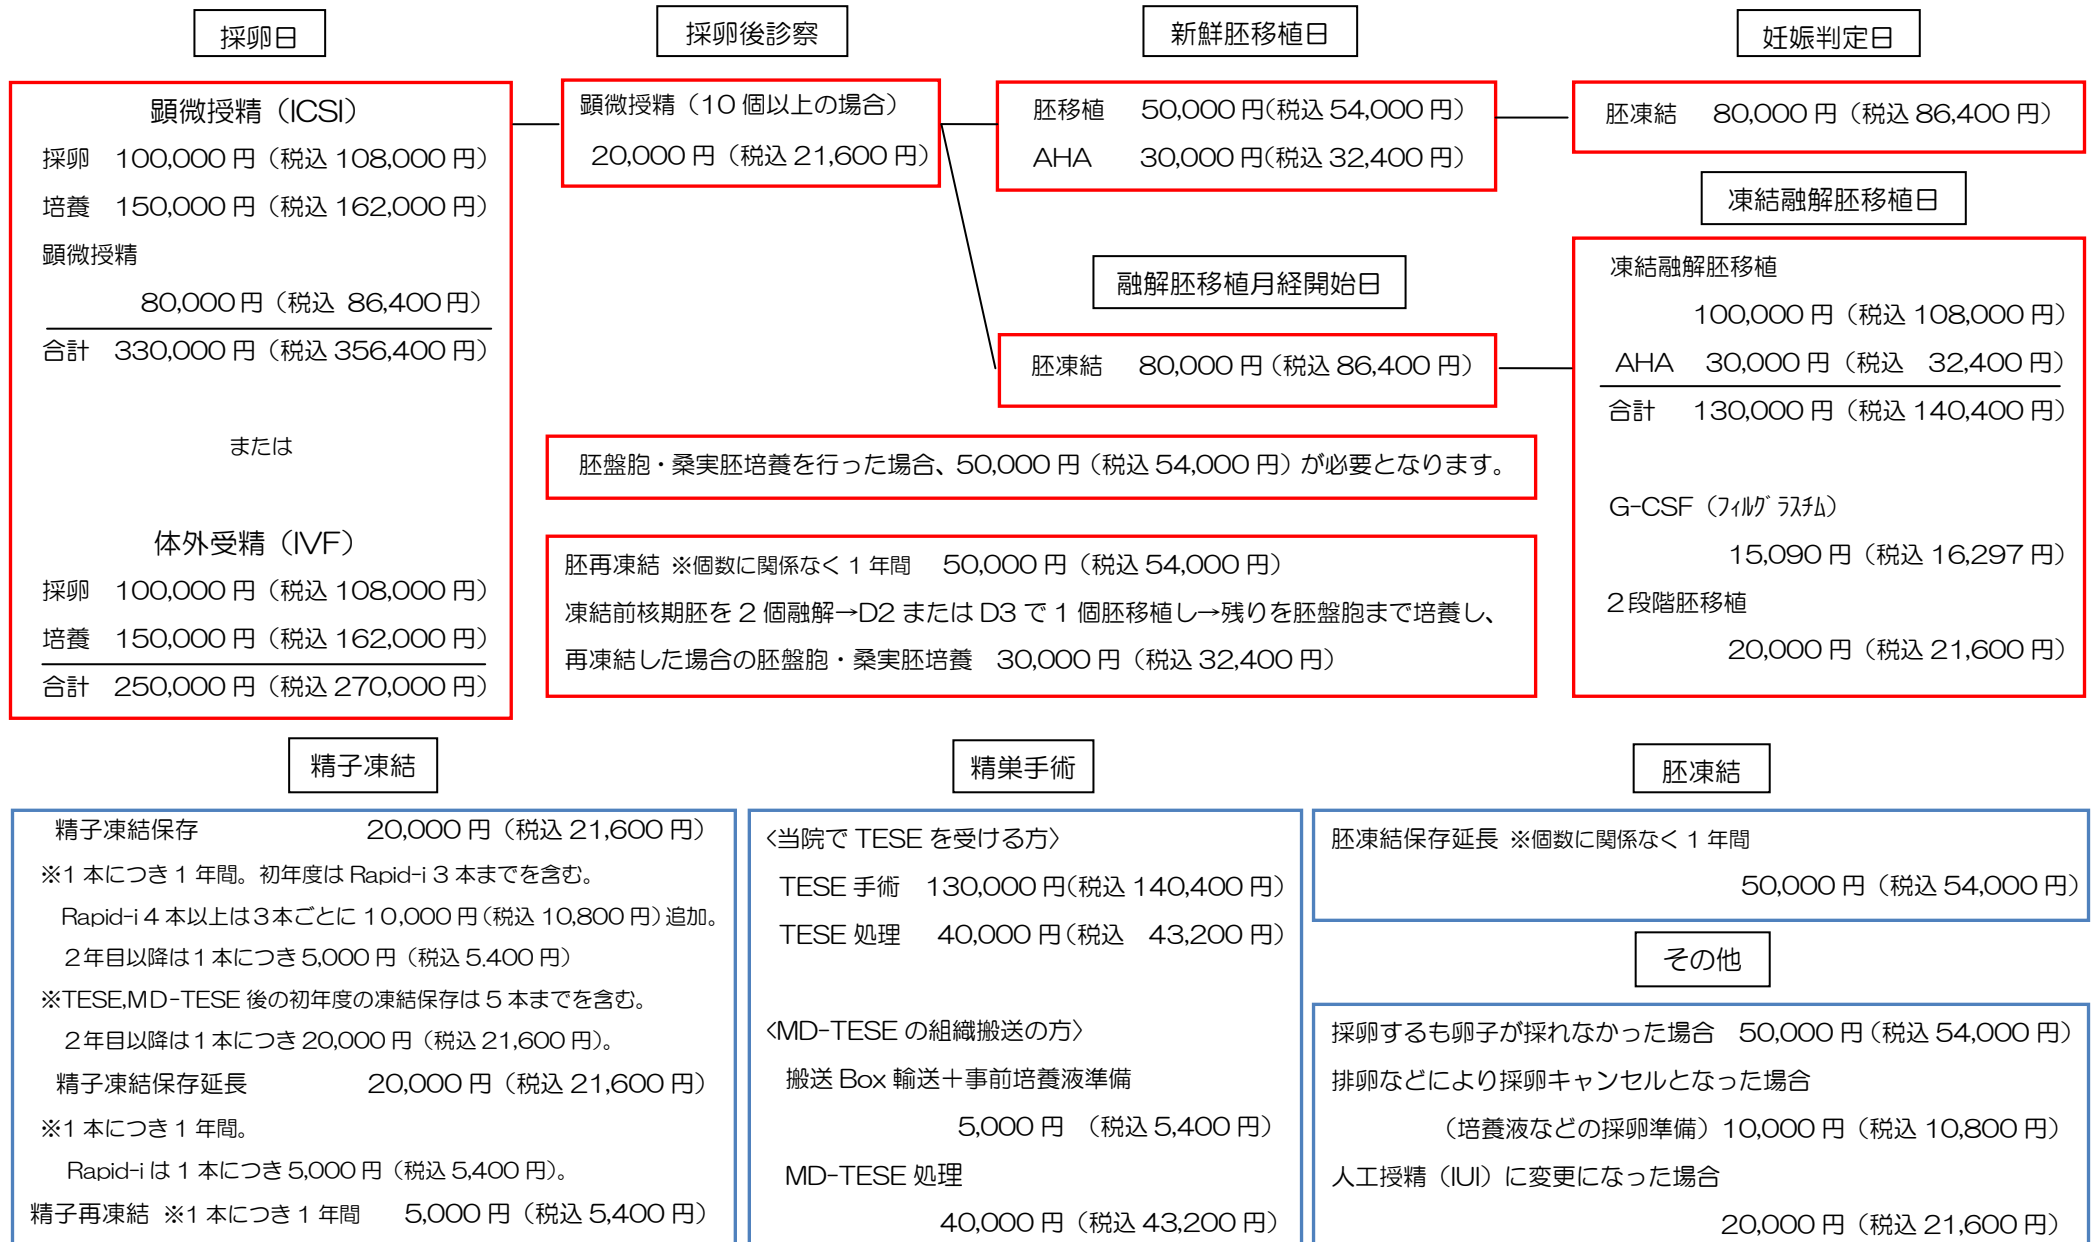 採卵日
顕微授精（ICSI）
採卵 100,000円（税込108,000円）
培養 150,000円（税込162,000円）
顕微授精
80,000円（税込 86,400円）
合計 330,000円（税込356,400円）
または
体外受精（IVF）
採卵 100,000円（税込108,000円）
培養 150,000円（税込162,000円）
合計 250,000円（税込270,000円）
採卵後診察
顕微授精（10個以上の場合）
20,000円（税込21,600円）
新鮮胚移植日
胚移植 50,000円（税込54,000円）
AHA 30,000円（税込32,400円）
妊娠判定日
胚凍結 80,000円（税込86,400円）
融解胚移植月経開始日
胚凍結 80,000円（税込86,400円）
凍結融解胚移植日
凍結融解胚移植
100,000円（税込108,000円）
AHA 30,000円（税込 32,400円）
合計 130,000円（税込140,400円）
G-CSF（ﾌｨﾙｸﾞﾗｽﾁﾑ）
15,090円（税込16,297円）
2段階胚移植
20,000円（税込21,600円）
胚盤胞・桑実胚培養を行った場合、50,000円（税込54,000円）が必要となります。
胚再凍結 ※個数に関係なく1年間 50,000円（税込54,000円）
凍結前核期胚を2個融解→D2またはD3で1個胚移植し→残りを胚盤胞まで培養し、
再凍結した場合の胚盤胞・桑実胚培養 30,000円（税込32,400円）
精子凍結
精子凍結保存 20,000円（税込21,600円）
※1本につき1年間。初年度はRapid-i 3本までを含む。
Rapid-i 4本以上は3本ごとに10,000円（税込10,800円）追加。
2年目以降は1本につき5,000円（税込5,400円）
※TESE,MD-TESE後の初年度の凍結保存は5本までを含む。
2年目以降は1本につき20,000円（税込21,600円）。
精子凍結保存延長 20,000円（税込21,600円）
※1本につき1年間。
Rapid-iは1本につき5,000円（税込5,400円）。
精子再凍結 ※1本につき1年間 5,000円（税込5,400円）
精巣手術
〈当院でTESEを受ける方〉
TESE手術 130,000円（税込140,400円）
TESE処理 40,000円（税込 43,200円）
〈MD-TESEの組織搬送の方〉
搬送Box輸送＋事前培養液準備
5,000円 （税込5,400円）
MD-TESE処理
40,000円（税込43,200円）
胚凍結
胚凍結保存延長 ※個数に関係なく1年間
50,000円（税込54,000円）
その他
採卵するも卵子が採れなかった場合 50,000円（税込54,000円）
排卵などにより採卵キャンセルとなった場合
（培養液などの採卵準備）10,000円（税込10,800円）
人工授精（IUI）に変更になった場合
20,000円（税込21,600円）